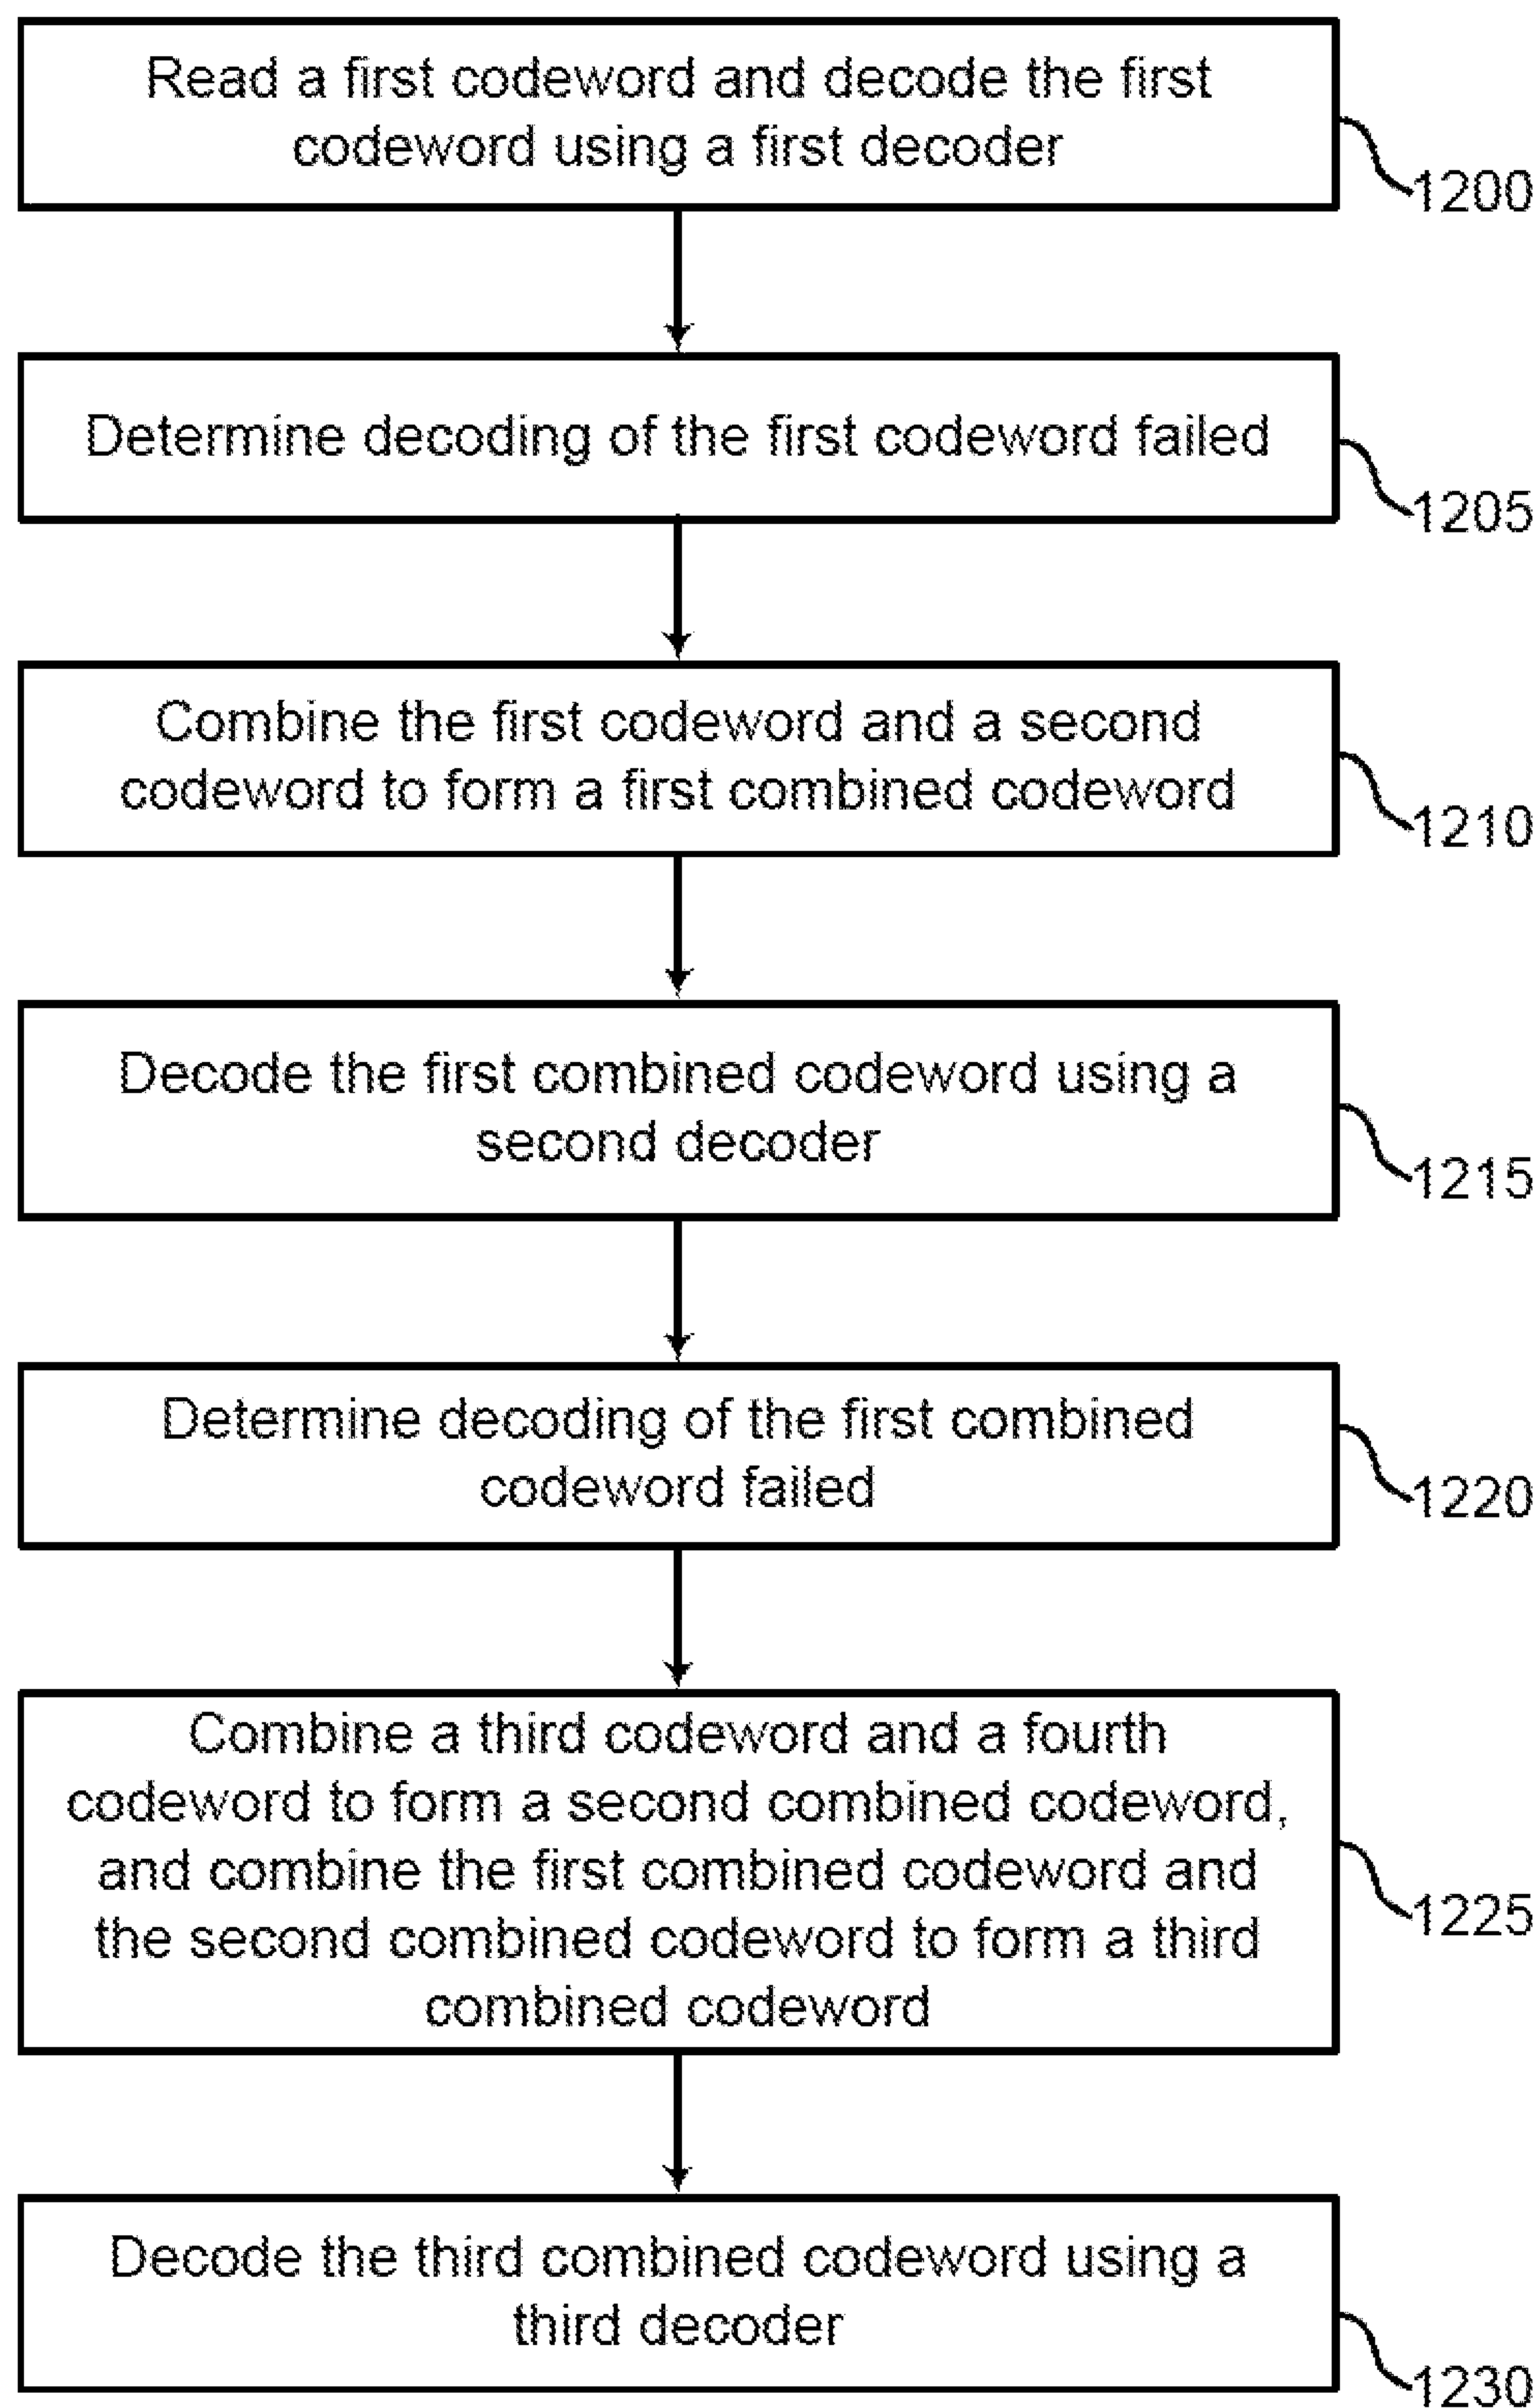 Read a first codeword and decode the first
codeword using a first decoder
1200
Determine decoding of the first codeword failed
1205
Combine the first codeword and a second
codeword to form a first combined codeword
1210
Decode the first combined codeword using a
second decoder
1215
Determine decoding of the first combined
codeword failed
1220
Combine a third codeword and a fourth
codeword to form a second combined codeword,
and combine the first combined codeword and
the second combined codeword to form a third
combined codeword
1225
Decode the third combined codeword using a
third decoder
1230